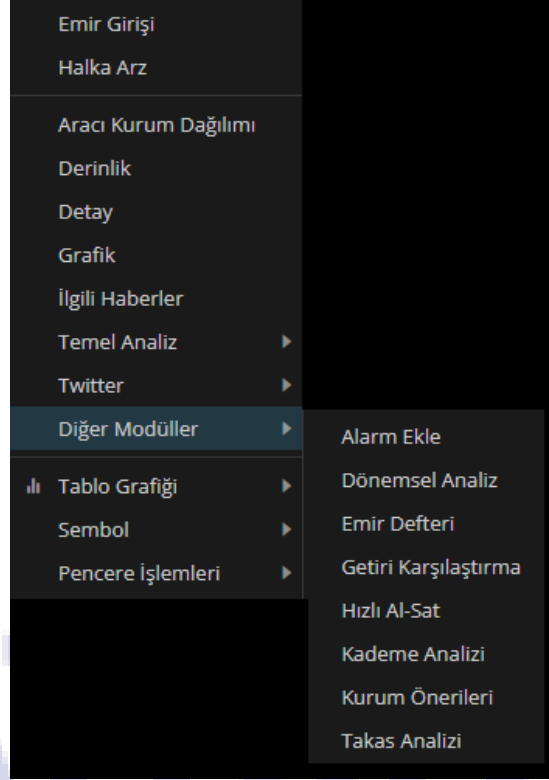 Emir Girişi
Halka Arz
Aracı Kurum Dağılımı
Derinlik
Detay
Grafik
İlgili Haberler
Temel Analiz
Twitter
Diğer Modüller
Tablo Grafiği
Sembol
Pencere İşlemleri
Alarm Ekle
Dönemsel Analiz
Emir Defteri
Getiri Karşılaştırma
Hızlı Al-Sat
Kademe Analizi
Kurum Önerileri
Takas Analizi